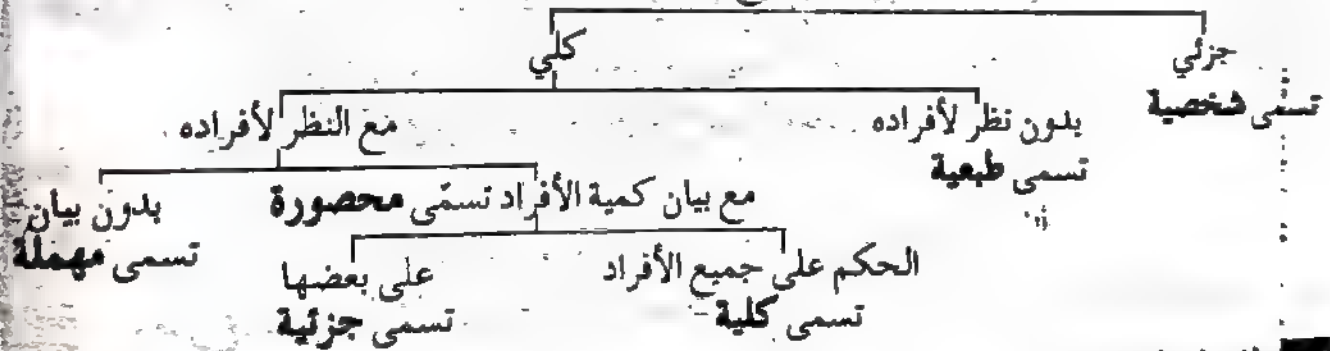 جزئي
تسمى شخصية
كلي
بدون نظر لأفراده
تسمى طبعية
مع النظر لأفراده
مع بيان كمية الأفراد تسمّى محصورة
بدون بيان
تسمى مهملة
الحكم على جميع الأفراد
تسمى كلية
على بعضها
تسمى جزئية